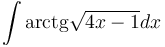 ∫ arctg√(4x − 1)dx